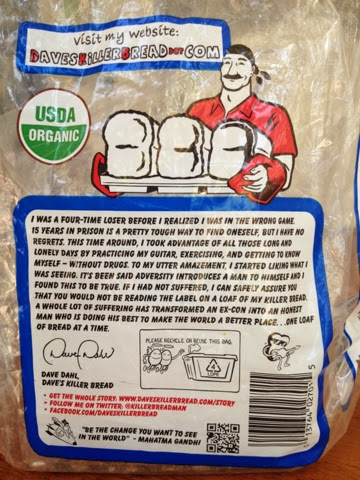 Visit my website:
DAVESKILLERBREADDOTCOM
USDA
ORGANIC
I WAS A FOUR-TIME LOSER BEFORE I REALIZED I WAS IN THE WRONG GAME.
15 YEARS IN PRISON IS A PRETTY TOUGH WAY TO FIND ONESELF, BUT I HAVE NO
REGRETS. THIS TIME AROUND, I TOOK ADVANTAGE OF ALL THOSE LONG AND
LONELY DAYS BY PRACTICING MY GUITAR, EXERCISING, AND GETTING TO KNOW
MYSELF - WITHOUT DRUGS. TO MY UTTER AMAZEMENT, I STARTED LIKING WHAT I
WAS SEEING. IT'S BEEN SAID ADVERSITY INTRODUCES A MAN TO HIMSELF AND I
FOUND THIS TO BE TRUE. IF I HAD NOT SUFFERED, I CAN SAFELY ASSURE YOU
THAT YOU WOULD NOT BE READING THE LABEL ON A LOAF OF MY KILLER BREAD.
A WHOLE LOT OF SUFFERING HAS TRANSFORMED AN EX-CON INTO AN HONEST
MAN WHO IS DOING HIS BEST TO MAKE THE WORLD A BETTER PLACE...ONE LOAF
OF BREAD AT A TIME.
PLEASE RECYCLE OR REUSE THIS BAG.
4
LDPE
Dave Dahl
DAVE DAHL
DAVE'S KILLER BREAD
• GET THE WHOLE STORY: WWW.DAVESKILLERBREAD.COM/STORY
• FOLLOW ME ON TWITTER: @KILLERBREADMAN
• FACEBOOK.COM/DAVESKILLERBREAD
"BE THE CHANGE YOU WANT TO SEE
IN THE WORLD" - MAHATMA GANDHI